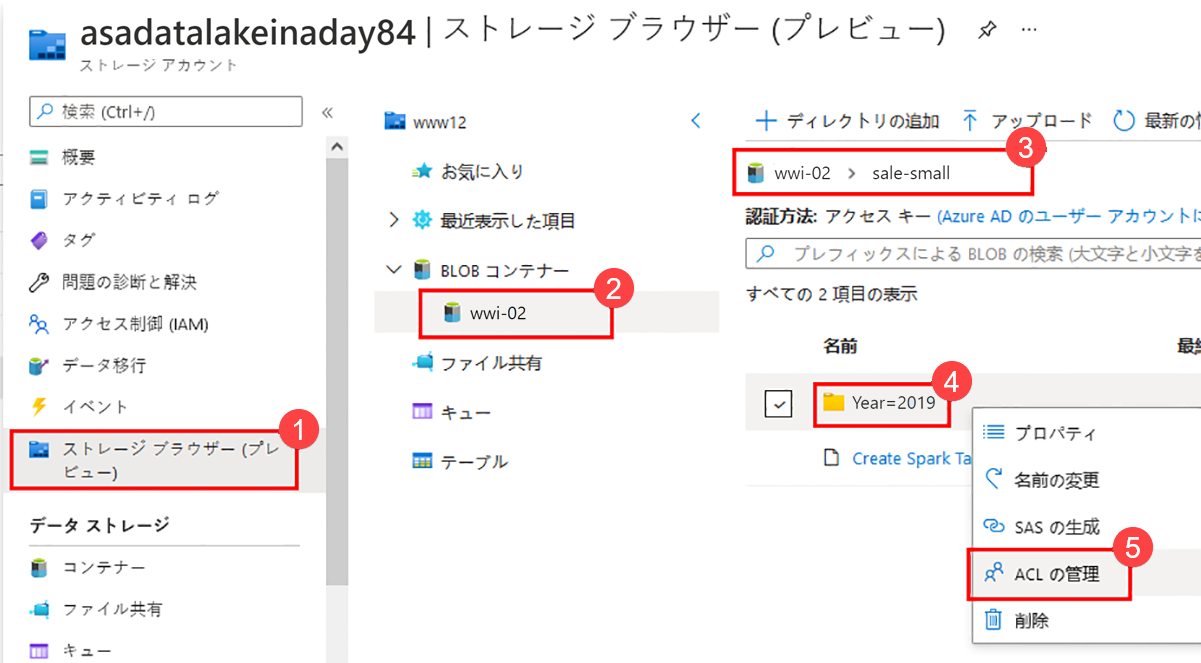 asadatalakeinaday84 | ストレージ ブラウザー (プレビュー) ...
ストレージ アカウント
検索 (Ctrl+/)
«
概要
アクティビティ ログ
タグ
問題の診断と解決
アクセス制御 (IAM)
データ移行
イベント
1
ストレージ ブラウザー (プレ
ビュー)
データ ストレージ
コンテナー
ファイル共有
キュー
www12
お気に入り
最近表示した項目
BLOB コンテナー
2
wwi-02
ファイル共有
キュー
テーブル
ディレクトリの追加 アップロード 最新の
3
wwi-02 > sale-small
認証方法: アクセス キー (Azure AD のユーザー アカウントに
プレフィックスによる BLOB の検索 (大文字と小文字を
すべての 2 項目の表示
名前 最
4
Year=2019
Create Spark Ta
プロパティ
名前の変更
SAS の生成
5
ACL の管理
削除